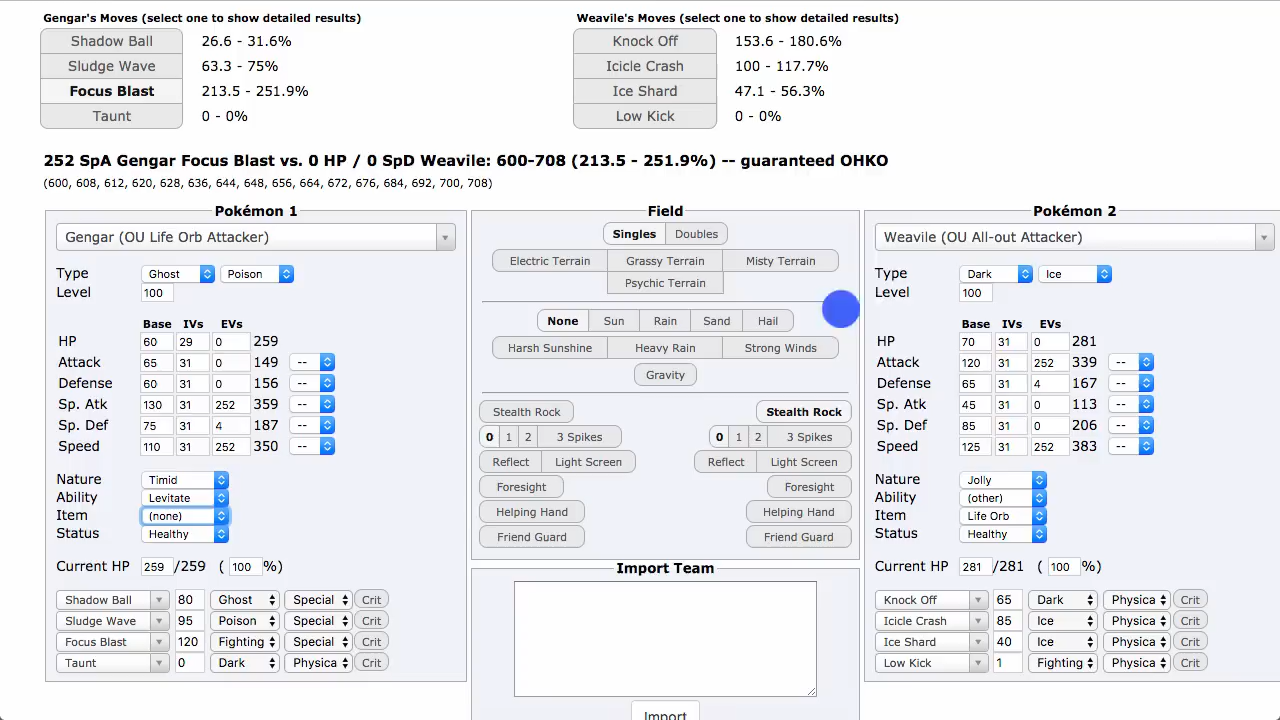 Gengar's Moves (select one to show detailed results)
Shadow Ball 26.6 - 31.6%
Sludge Wave 63.3 - 75%
Focus Blast 213.5 - 251.9%
Taunt 0 - 0%
Weavile's Moves (select one to show detailed results)
Knock Off 153.6 - 180.6%
Icicle Crash 100 - 117.7%
Ice Shard 47.1 - 56.3%
Low Kick 0 - 0%
252 SpA Gengar Focus Blast vs. 0 HP / 0 SpD Weavile: 600-708 (213.5 - 251.9%) -- guaranteed OHKO
(600, 608, 612, 620, 628, 636, 644, 648, 656, 664, 672, 676, 684, 692, 700, 708)
Pokémon 1
Gengar (OU Life Orb Attacker)
Type Ghost Poison
Level 100
Base IVs EVs
HP 60 29 0 259
Attack 65 31 0 149 --
Defense 60 31 0 156 --
Sp. Atk 130 31 252 359 --
Sp. Def 75 31 4 187 --
Speed 110 31 252 350 --
Nature Timid
Ability Levitate
Item (none)
Status Healthy
Current HP 259 /259 ( 100 %)
Shadow Ball 80 Ghost Special Crit
Sludge Wave 95 Poison Special Crit
Focus Blast 120 Fighting Special Crit
Taunt 0 Dark Physica Crit
Field
Singles Doubles
Electric Terrain Grassy Terrain Misty Terrain
Psychic Terrain
None Sun Rain Sand Hail
Harsh Sunshine Heavy Rain Strong Winds
Gravity
Stealth Rock Stealth Rock
0 1 2 3 Spikes 0 1 2 3 Spikes
Reflect Light Screen Reflect Light Screen
Foresight Foresight
Helping Hand Helping Hand
Friend Guard Friend Guard
Import Team
Import
Pokémon 2
Weavile (OU All-out Attacker)
Type Dark Ice
Level 100
Base IVs EVs
HP 70 31 0 281
Attack 120 31 252 339 --
Defense 65 31 4 167 --
Sp. Atk 45 31 0 113 --
Sp. Def 85 31 0 206 --
Speed 125 31 252 383 --
Nature Jolly
Ability (other)
Item Life Orb
Status Healthy
Current HP 281 /281 ( 100 %)
Knock Off 65 Dark Physica Crit
Icicle Crash 85 Ice Physica Crit
Ice Shard 40 Ice Physica Crit
Low Kick 1 Fighting Physica Crit